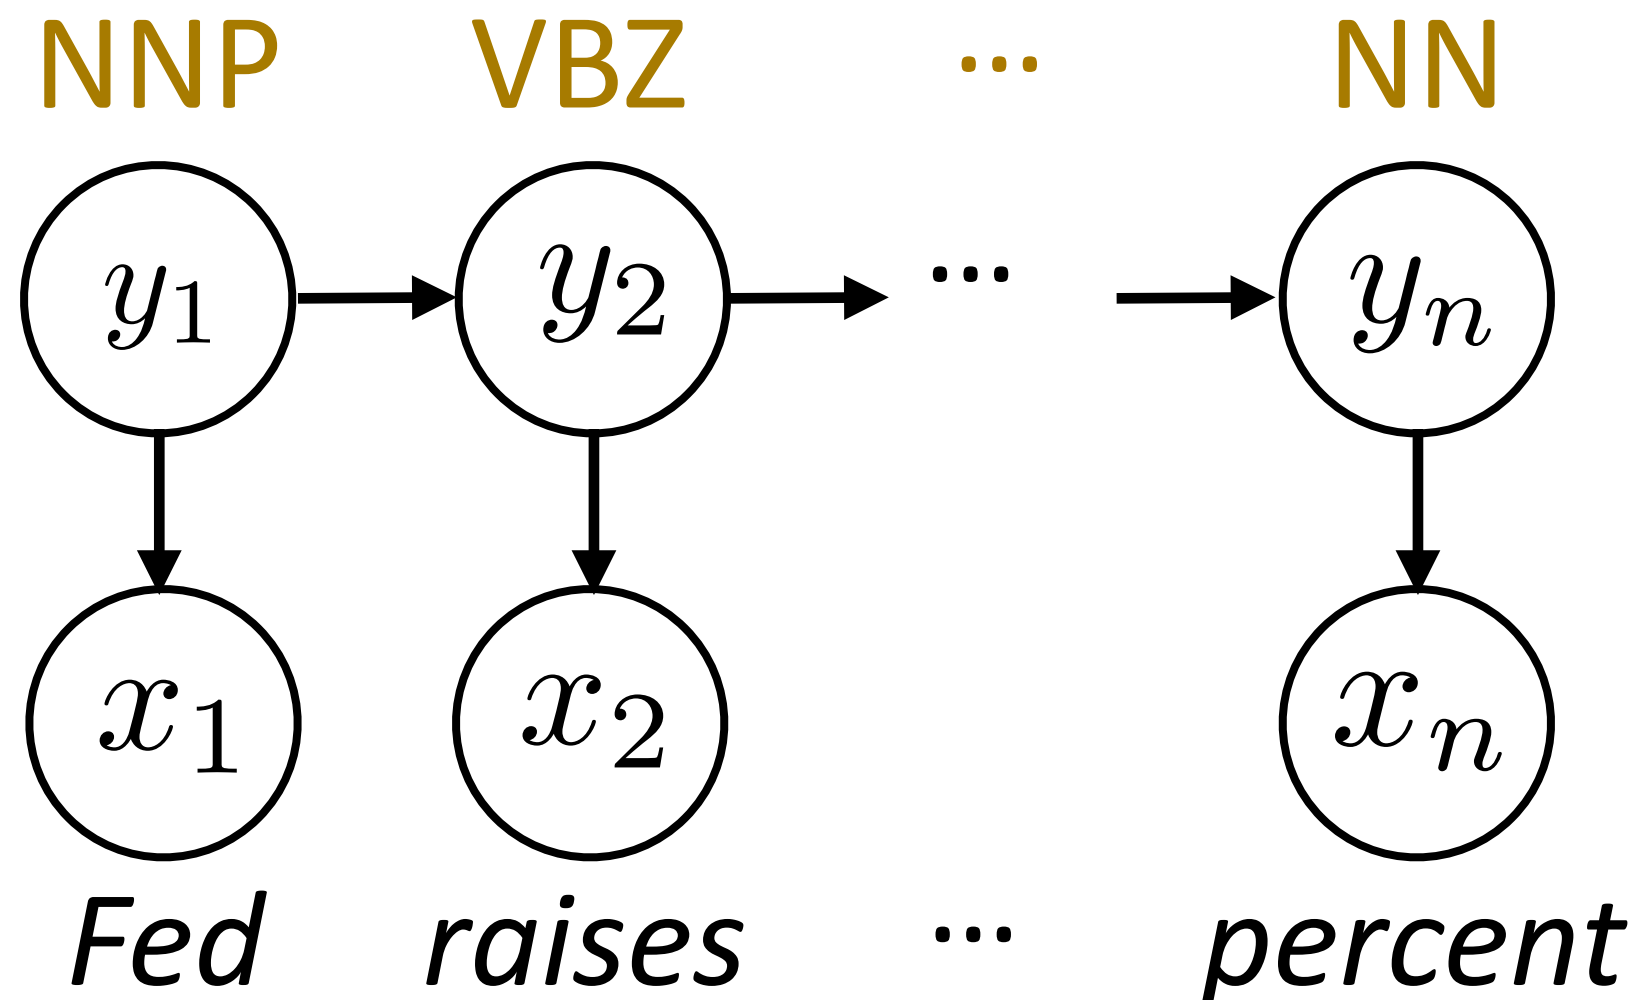 NNP VBZ ... NN
y1 y2 ... yn
x1 x2 xn
Fed raises ... percent